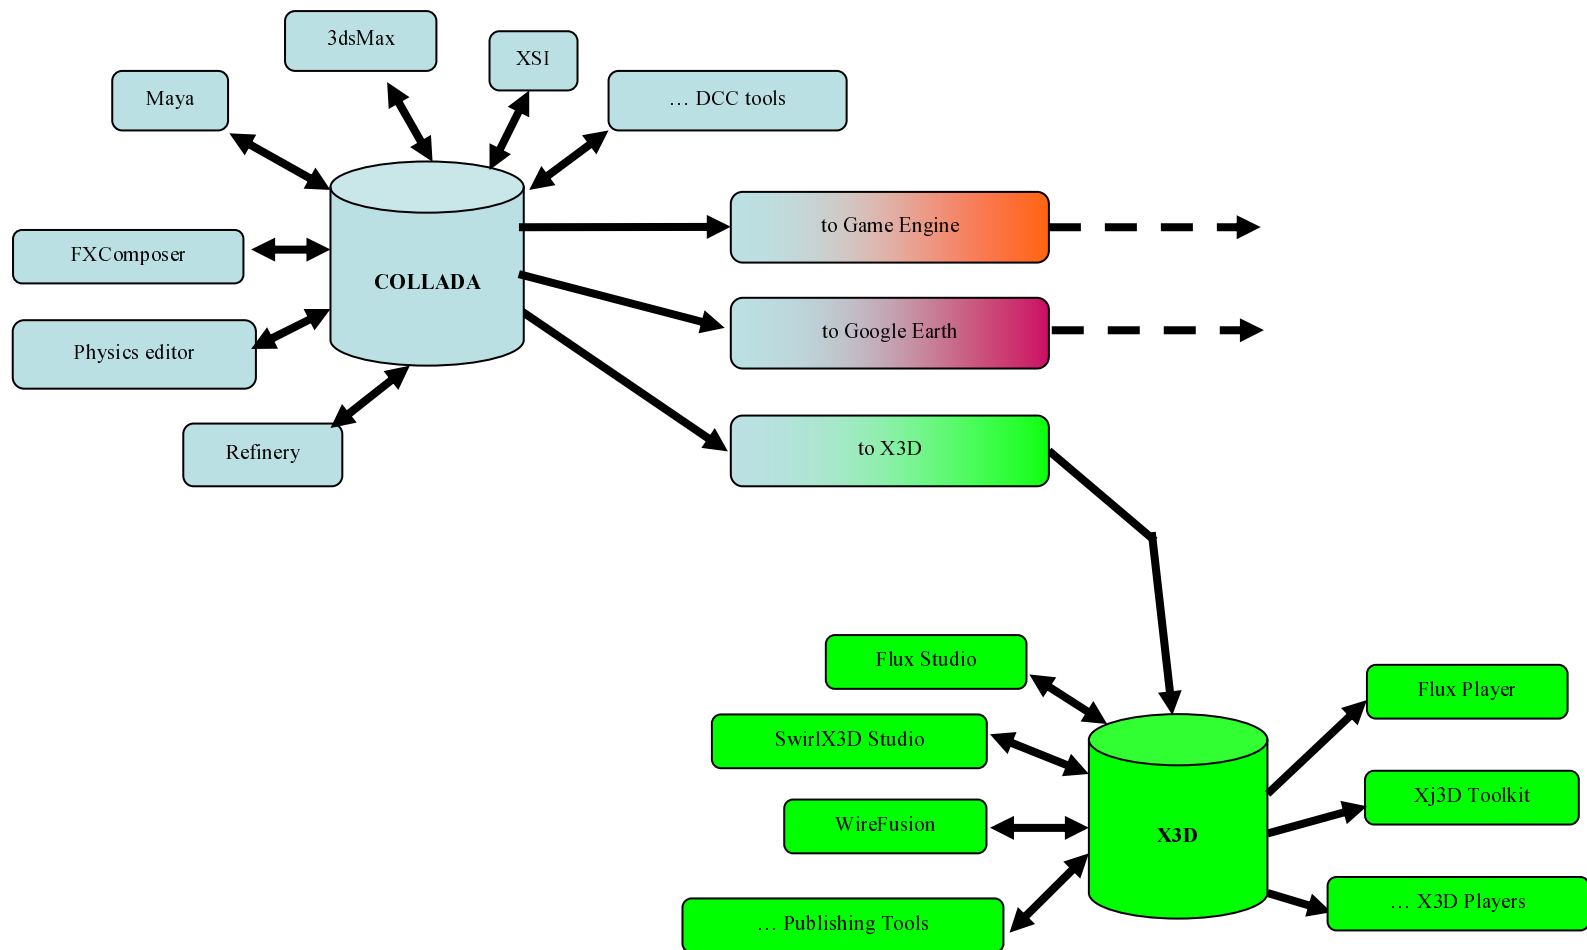 3dsMax
XSI
Maya
… DCC tools
to Game Engine
FXComposer
COLLADA
to Google Earth
Physics editor
Refinery
to X3D
Flux Studio
Flux Player
SwirlX3D Studio
Xj3D Toolkit
WireFusion
X3D
… X3D Players
… Publishing Tools